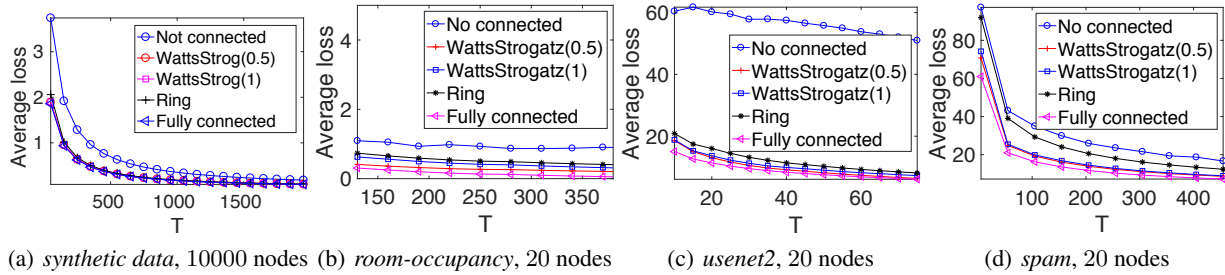 Average loss
3
2
1
500
1000
1500
T
Not connected
WattsStrog(0.5)
WattsStrog(1)
Ring
Fully connected
(a) synthetic data, 10000 nodes
Average loss
4
2
0
150
200
250
300
350
T
No connected
WattsStrogatz(0.5)
WattsStrogatz(1)
Ring
Fully connected
(b) room-occupancy, 20 nodes
Average loss
60
40
20
20
40
60
T
No connected
WattsStrogatz(0.5)
WattsStrogatz(1)
Ring
Fully connected
(c) usenet2, 20 nodes
Average loss
80
60
40
20
100
200
300
400
T
No connected
WattsStrogatz(0.5)
WattsStrogatz(1)
Ring
Fully connected
(d) spam, 20 nodes